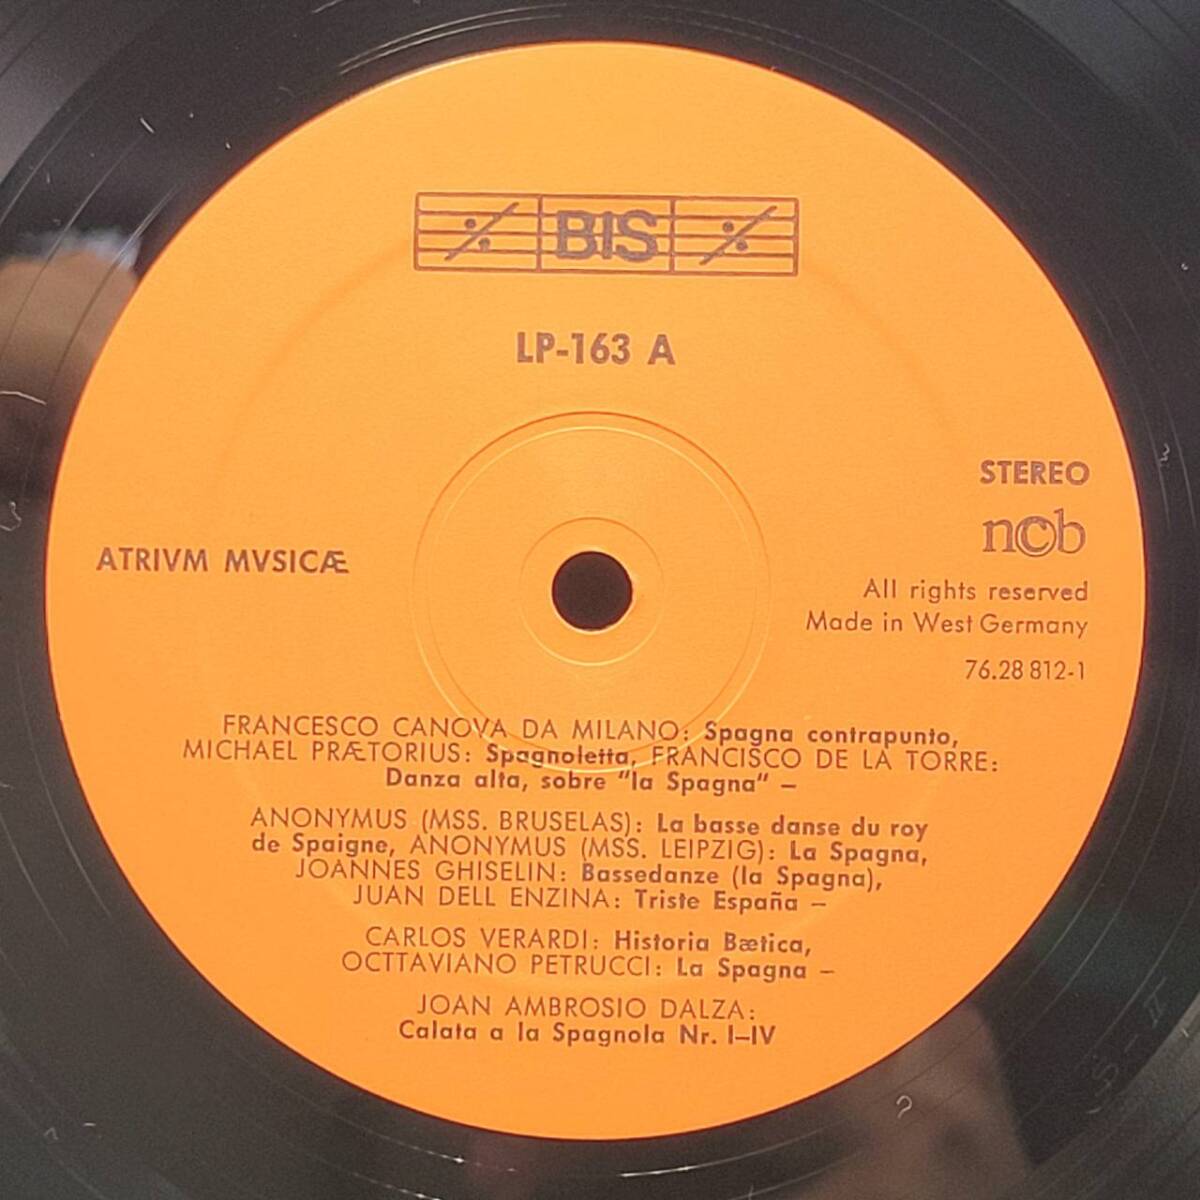 BIS
LP-163 A
STEREO
n©b
ATRIVM MVSICÆ
All rights reserved
Made in West Germany
76.28 812-1
FRANCESCO CANOVA DA MILANO: Spagna contrapunto,
MICHAEL PRÆTORIUS: Spagnoletta, FRANCISCO DE LA TORRE:
Danza alta, sobre "la Spagna" –
ANONYMUS (MSS. BRUSELAS): La basse danse du roy
de Spaigne, ANONYMUS (MSS. LEIPZIG): La Spagna,
JOANNES GHISELIN: Bassedanze (la Spagna),
JUAN DELL ENZINA: Triste España –
CARLOS VERARDI: Historia Bætica,
OCTTAVIANO PETRUCCI: La Spagna –
JOAN AMBROSIO DALZA:
Calata a la Spagnola Nr. I–IV